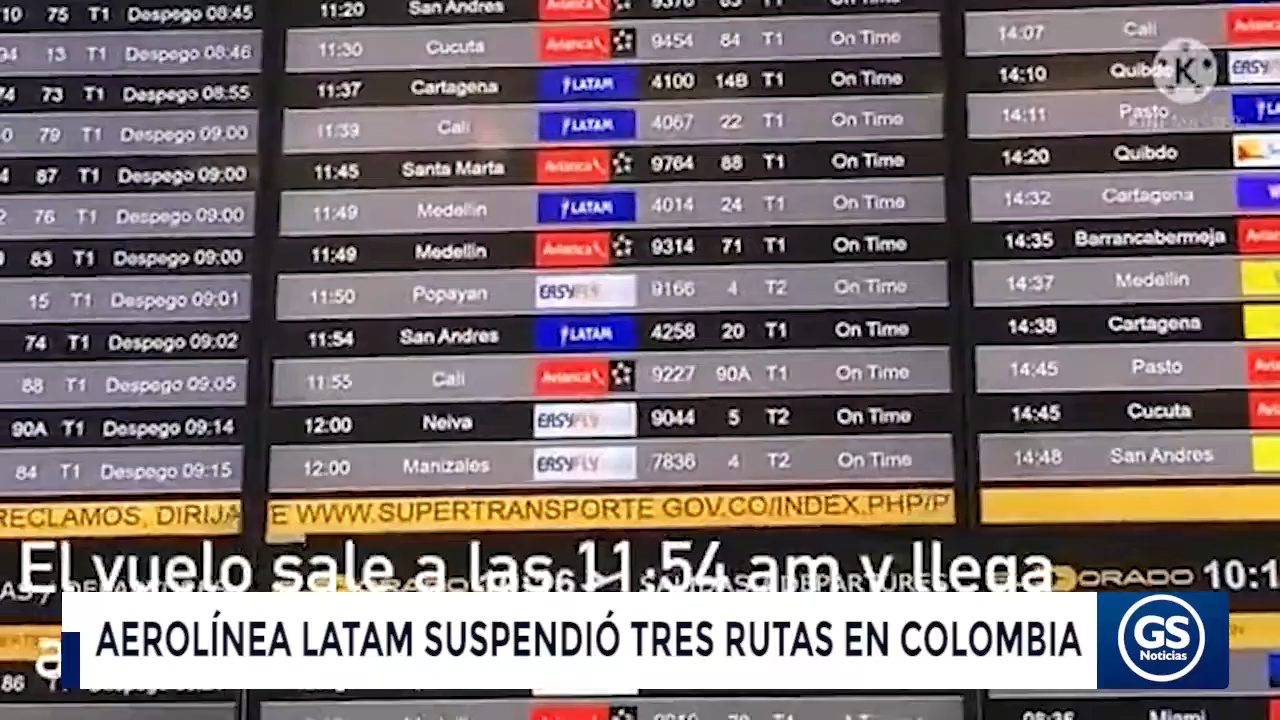 10 75 T1 Despego 08:45
94 13 T1 Despego 08:46
74 73 T1 Despego 08:55
79 T1 Despego 09:00
87 T1 Despego 09:00
76 T1 Despego 09:00
83 T1 Despego 09:00
15 T1 Despego 09:01
74 T1 Despego 09:02
88 T1 Despego 09:05
90A T1 Despego 09:14
84 T1 Despego 09:15
RECLAMOS, DIRIJA
11:20 San Andres Avianca
11:30 Cucuta Avianca 9454 84 T1 On Time
11:37 Cartagena LATAM 4100 14B T1 On Time
11:39 Cali LATAM 4067 22 T1 On Time
11:45 Santa Marta Avianca 9764 88 T1 On Time
11:49 Medellin LATAM 4014 24 T1 On Time
11:49 Medellin Avianca 9314 71 T1 On Time
11:50 Popayan EASYFLY 9166 4 T2 On Time
11:54 San Andres LATAM 4258 20 T1 On Time
11:55 Cali Avianca 9227 90A T1 On Time
12:00 Neiva EASYFLY 9044 5 T2 On Time
12:00 Manizales EASYFLY 7836 4 T2 On Time
E WWW.SUPERTRANSPORTE GOV.CO/INDEX.PHP/P
14:07 Cali Avianca
14:10 Quibdo EASY
14:11 Pasto LA
14:20 Quibdo
14:32 Cartagena W
14:35 Barrancabermeja
14:37 Medellin
14:38 Cartagena
14:45 Pasto
14:45 Cucuta
14:48 San Andres
K
El vuelo sale a las 11:54 am y llega
DORADO 10:1
AEROLÍNEA LATAM SUSPENDIÓ TRES RUTAS EN COLOMBIA
GS
Noticias
86
Miami